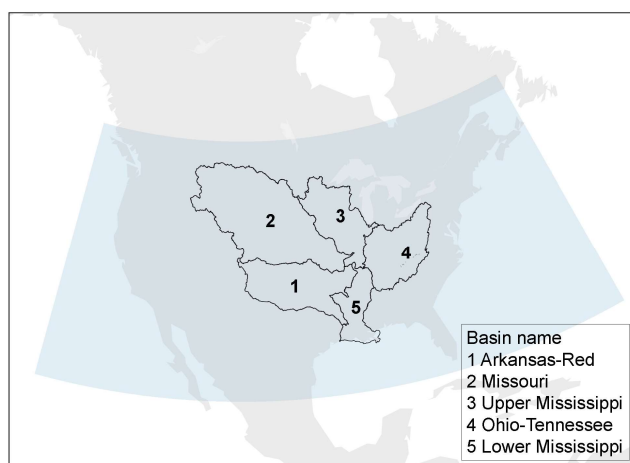 2
3
4
1
5
Basin name
1 Arkansas-Red
2 Missouri
3 Upper Mississippi
4 Ohio-Tennessee
5 Lower Mississippi